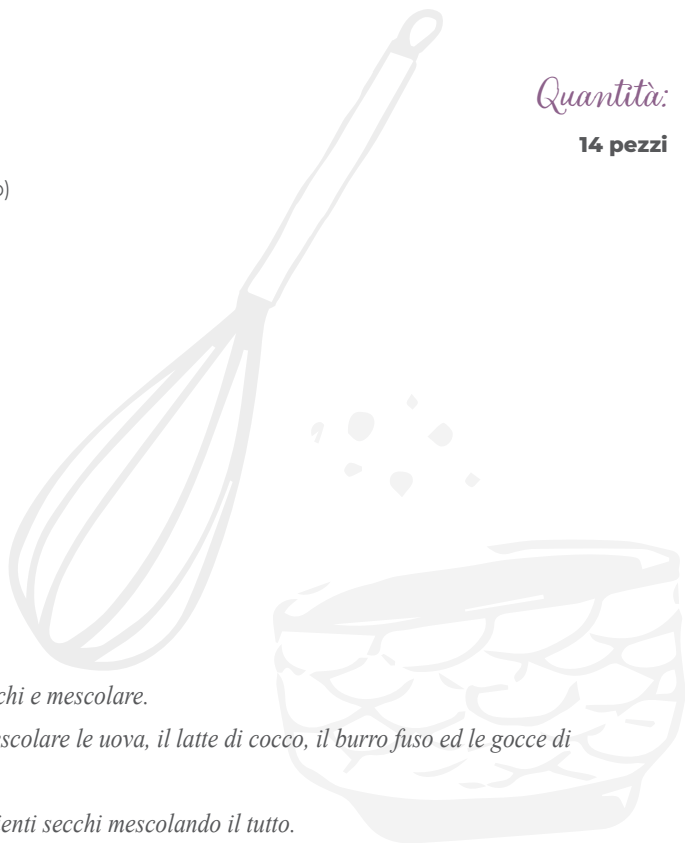 Quantità:
14 pezzi
o)
chi e mescolare.
escolare le uova, il latte di cocco, il burro fuso ed le gocce di
enti secchi mescolando il tutto.